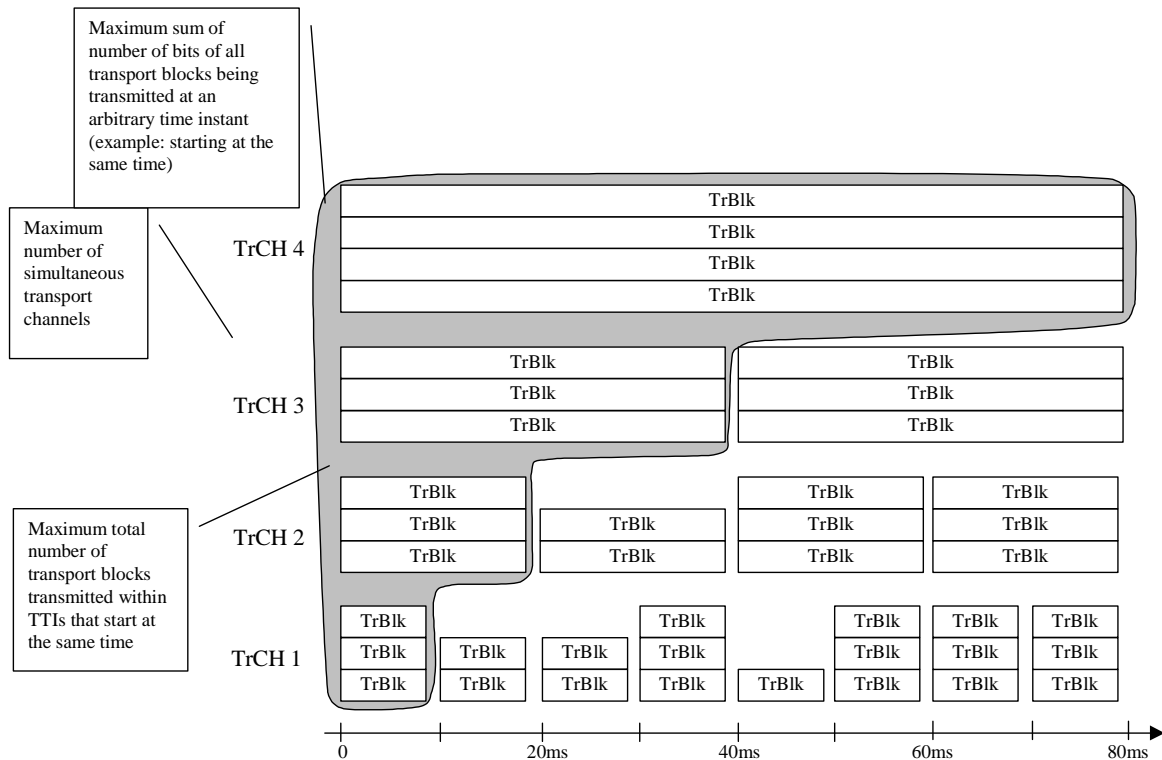 Maximum sum of
number of bits of all
transport blocks being
transmitted at an
arbitrary time instant
(example: starting at the
same time)
Maximum
number of
simultaneous
transport
channels
Maximum total
number of
transport blocks
transmitted within
TTIs that start at
the same time
TrCH 4
TrBlk
TrBlk
TrBlk
TrBlk
TrCH 3
TrBlk TrBlk
TrBlk TrBlk
TrBlk TrBlk
TrCH 2
TrBlk TrBlk TrBlk
TrBlk TrBlk TrBlk TrBlk
TrBlk TrBlk TrBlk TrBlk
TrCH 1
TrBlk TrBlk TrBlk TrBlk TrBlk
TrBlk TrBlk TrBlk TrBlk TrBlk TrBlk TrBlk
TrBlk TrBlk TrBlk TrBlk TrBlk TrBlk TrBlk TrBlk
0 20ms 40ms 60ms 80ms